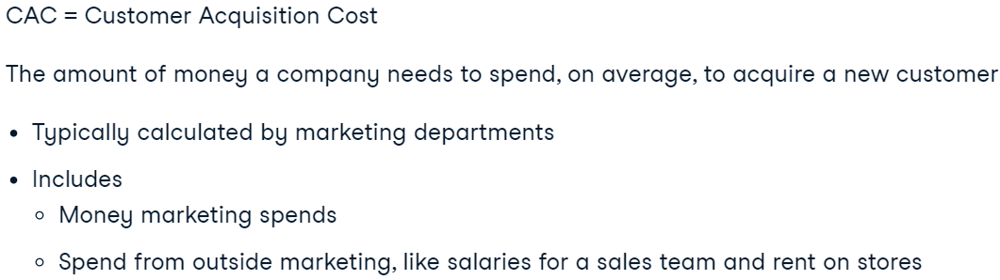 CAC = Customer Acquisition Cost
The amount of money a company needs to spend, on average, to acquire a new customer
• Typically calculated by marketing departments
• Includes
○ Money marketing spends
○ Spend from outside marketing, like salaries for a sales team and rent on stores